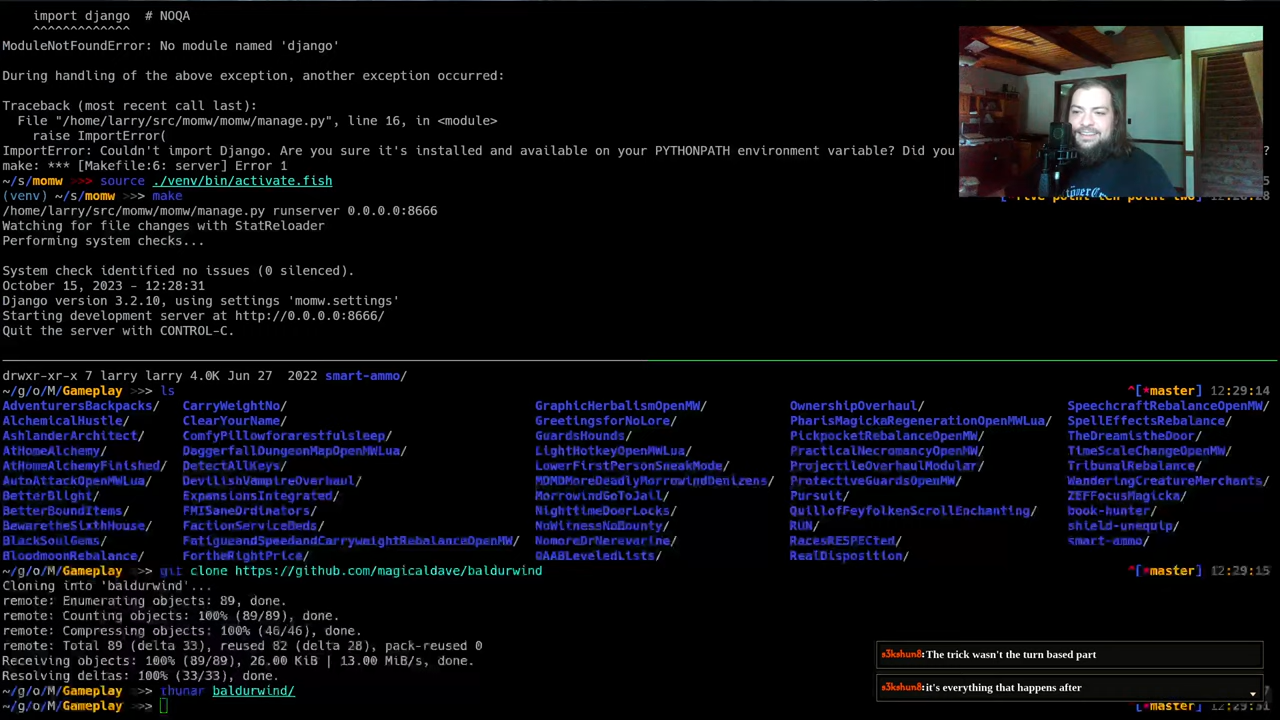 import django  # NOQA
^^^^^^^^^^^^^
ModuleNotFoundError: No module named 'django'
During handling of the above exception, another exception occurred:
Traceback (most recent call last):
File "/home/larry/src/momw/momw/manage.py", line 16, in <module>
raise ImportError(
ImportError: Couldn't import Django. Are you sure it's installed and available on your PYTHONPATH environment variable? Did you ?
make: *** [Makefile:6: server] Error 1
~/s/momw >>> source ./venv/bin/activate.fish
(venv) ~/s/momw >>> make
/home/larry/src/momw/momw/manage.py runserver 0.0.0.0:8666
Watching for file changes with StatReloader
Performing system checks...
System check identified no issues (0 silenced).
October 15, 2023 - 12:28:31
Django version 3.2.10, using settings 'momw.settings'
Starting development server at http://0.0.0.0:8666/
Quit the server with CONTROL-C.
drwxr-xr-x 7 larry larry 4.0K Jun 27  2022 smart-ammo/
~/g/o/M/Gameplay >>> ls ^[*master] 12:29:14
AdventurersBackpacks/ CarryWeightNo/ GraphicHerbalismOpenMW/ OwnershipOverhaul/ SpeechcraftRebalanceOpenMW/
AlchemicalHustle/ ClearYourName/ GreetingsforNoLore/ PharisMagickaRegenerationOpenMWLua/ SpellEffectsRebalance/
AshlanderArchitect/ ComfyPillowforarestfulsleep/ GuardsHounds/ PickpocketRebalanceOpenMW/ TheDreamistheDoor/
AtHomeAlchemy/ DaggerfallDungeonMapOpenMWLua/ LightHotkeyOpenMWLua/ PracticalNecromancyOpenMW/ TimeScaleChangeOpenMW/
AtHomeAlchemyFinished/ DetectAllKeys/ LowerFirstPersonSneakMode/ ProjectileOverhaulModular/ TribunalRebalance/
AutoAttackOpenMWLua/ DevilishVampireOverhaul/ MDMDMoreDeadlyMorrowindDenizens/ ProtectiveGuardsOpenMW/ WanderingCreatureMerchants/
BetterBlight/ ExpansionsIntegrated/ MorrowindGoToJail/ Pursuit/ ZEFFocusMagicka/
BetterBoundItems/ FMISaneOrdinators/ NighttimeDoorLocks/ QuillofFeyfolkenScrollEnchanting/ book-hunter/
BewaretheSixthHouse/ FactionServiceBeds/ NoWitnessNoBounty/ RUN/ shield-unequip/
BlackSoulGems/ FatigueandSpeedandCarryweightRebalanceOpenMW/ NomoreDrNerevarine/ RacesRESPECTed/ smart-ammo/
BloodmoonRebalance/ FortheRightPrice/ OAABLeveledLists/ RealDisposition/
~/g/o/M/Gameplay >>> git clone https://github.com/magicaldave/baldurwind ^[*master] 12:29:15
Cloning into 'baldurwind'...
remote: Enumerating objects: 89, done.
remote: Counting objects: 100% (89/89), done.
remote: Compressing objects: 100% (46/46), done.
remote: Total 89 (delta 33), reused 82 (delta 28), pack-reused 0
Receiving objects: 100% (89/89), 26.00 KiB | 13.00 MiB/s, done.
Resolving deltas: 100% (33/33), done.
~/g/o/M/Gameplay >>> thunar baldurwind/
~/g/o/M/Gameplay >>> [*master] 12:29:31
s3kshun8: The trick wasn't the turn based part
s3kshun8: it's everything that happens after